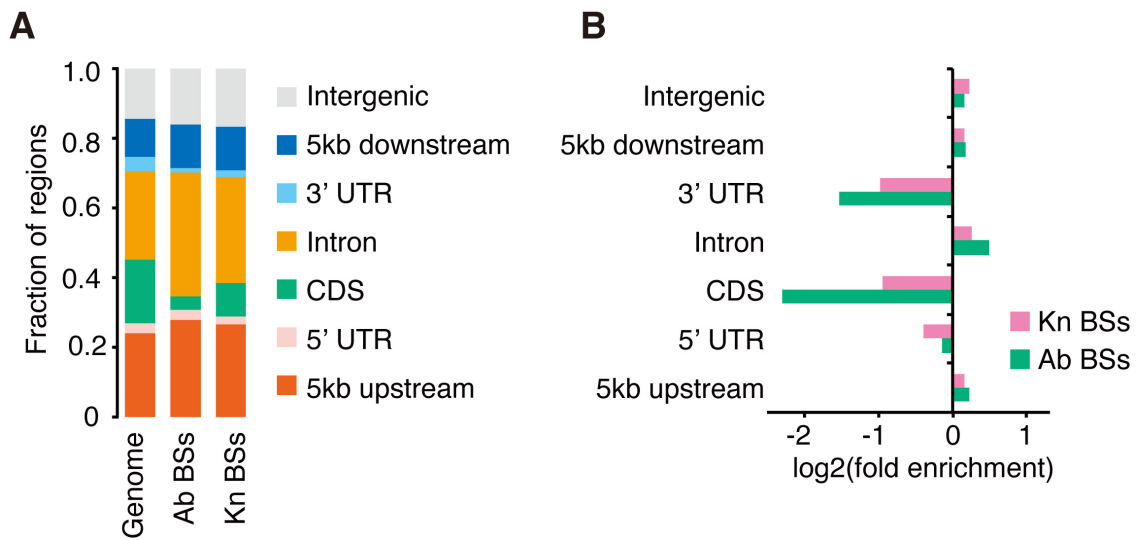 A
1.0
0.8
0.6
0.4
0.2
0
Fraction of regions
Genome
Ab BSs
Kn BSs
Intergenic
5kb downstream
3’ UTR
Intron
CDS
5’ UTR
5kb upstream
B
Intergenic
5kb downstream
3’ UTR
Intron
CDS
5’ UTR
5kb upstream
Kn BSs
Ab BSs
-2 -1 0 1
log2(fold enrichment)